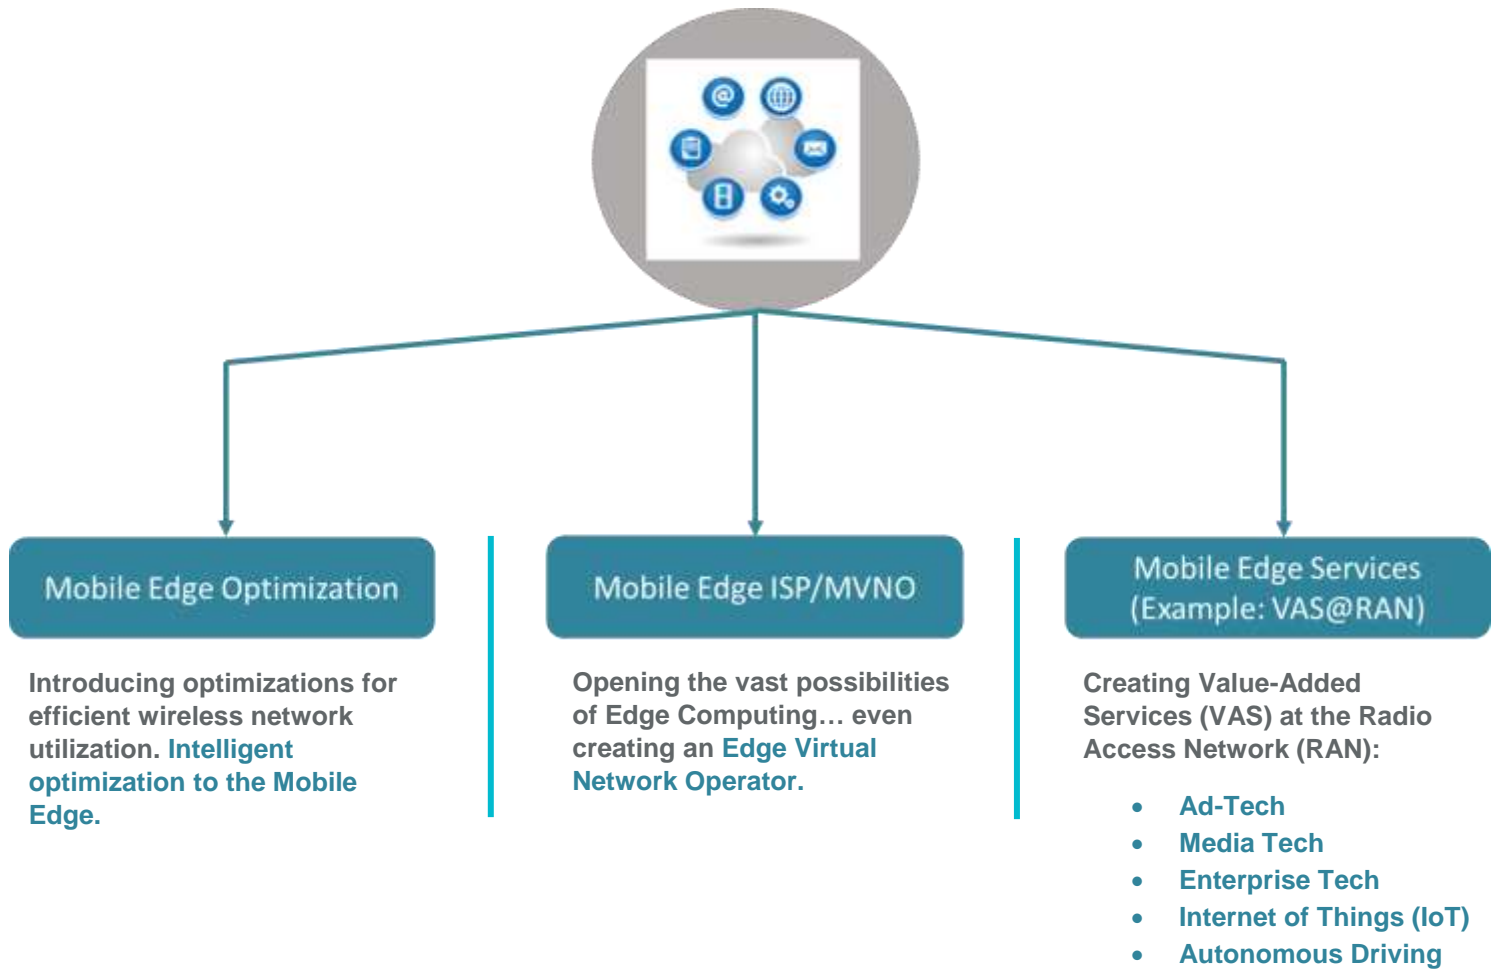 Mobile Edge Optimization
Introducing optimizations for
efficient wireless network
utilization. Intelligent
optimization to the Mobile
Edge.
Mobile Edge ISP/MVNO
Opening the vast possibilities
of Edge Computing… even
creating an Edge Virtual
Network Operator.
Mobile Edge Services
(Example: VAS@RAN)
Creating Value-Added
Services (VAS) at the Radio
Access Network (RAN):
• Ad-Tech
• Media Tech
• Enterprise Tech
• Internet of Things (IoT)
• Autonomous Driving